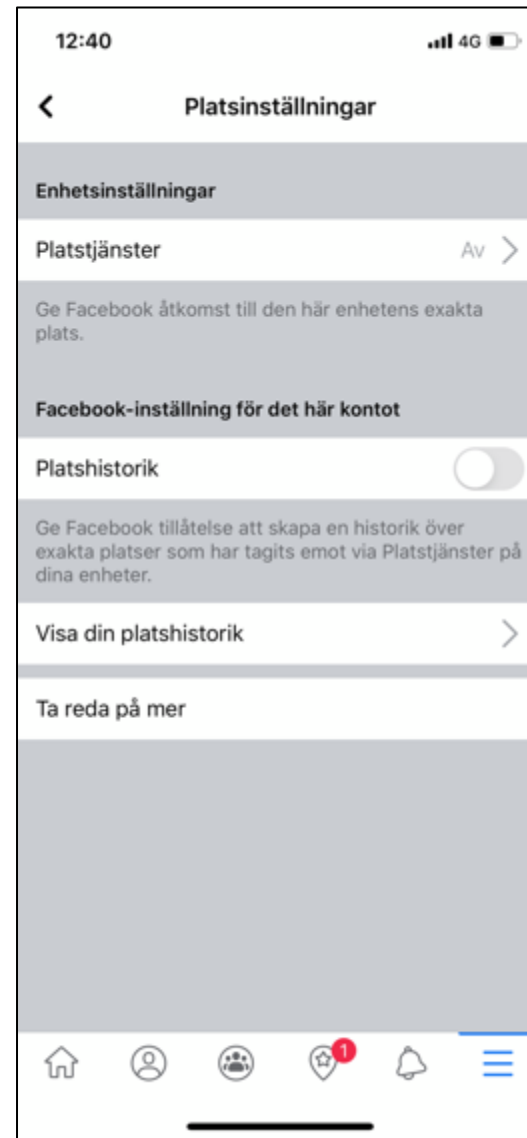 12:40
4G
Platsinställningar
Enhetsinställningar
Platstjänster
Av
Ge Facebook åtkomst till den här enhetens exakta
plats.
Facebook-inställning för det här kontot
Platshistorik
Ge Facebook tillåtelse att skapa en historik över
exakta platser som har tagits emot via Platstjänster på
dina enheter.
Visa din platshistorik
Ta reda på mer
1